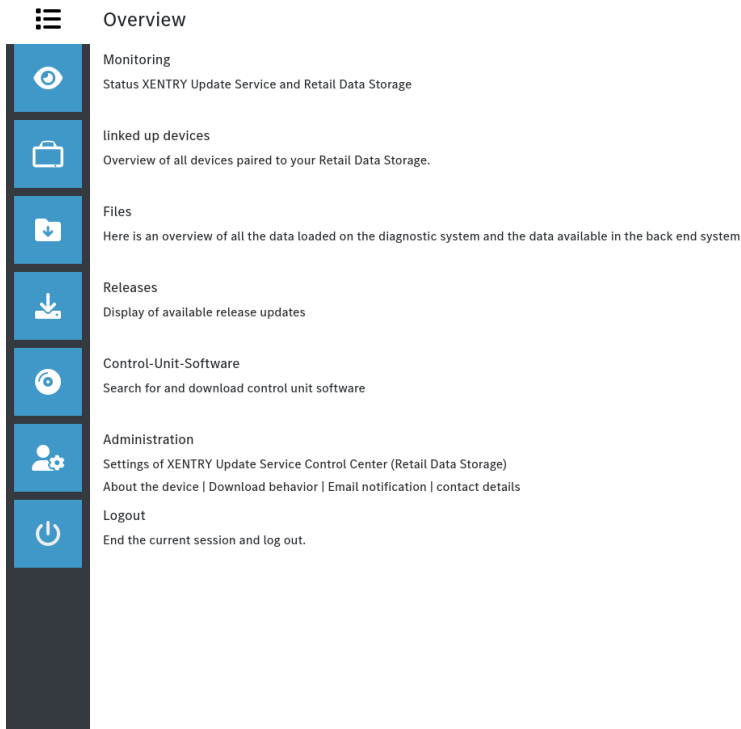 Overview
Monitoring
Status XENTRY Update Service and Retail Data Storage
linked up devices
Overview of all devices paired to your Retail Data Storage.
Files
Here is an overview of all the data loaded on the diagnostic system and the data available in the back end system
Releases
Display of available release updates
Control-Unit-Software
Search for and download control unit software
Administration
Settings of XENTRY Update Service Control Center (Retail Data Storage)
About the device | Download behavior | Email notification | contact details
Logout
End the current session and log out.